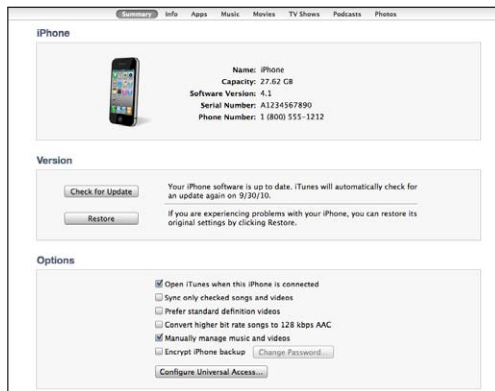 Summary Info Apps Music Movies TV Shows Podcasts Photos
iPhone
Name: iPhone
Capacity: 27.62 GB
Software Version: 4.1
Serial Number: A1234567890
Phone Number: 1 (800) 555-1212
Version
Check for Update
Your iPhone software is up to date. iTunes will automatically check for
an update again on 9/30/10.
Restore
If you are experiencing problems with your iPhone, you can restore its
original settings by clicking Restore.
Options
Open iTunes when this iPhone is connected
Sync only checked songs and videos
Prefer standard definition videos
Convert higher bit rate songs to 128 kbps AAC
Manually manage music and videos
Encrypt iPhone backup Change Password...
Configure Universal Access...